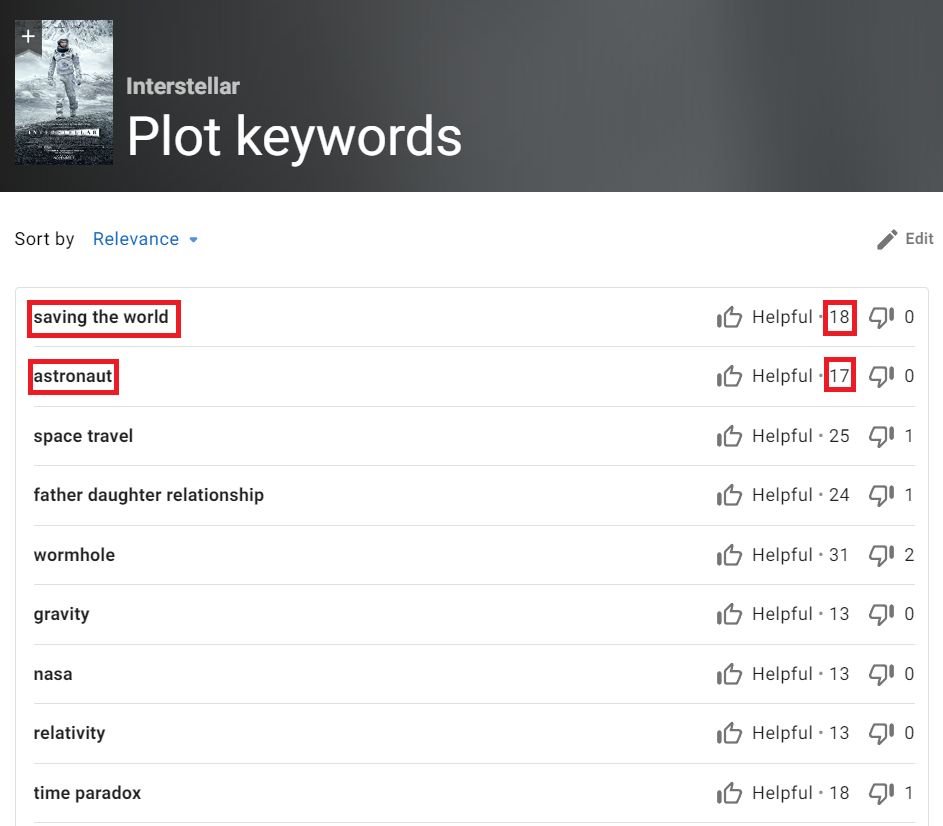 +
INTERSTELLAR
Interstellar
Plot keywords
Sort by Relevance
Edit
saving the world Helpful • 18 0
astronaut Helpful • 17 0
space travel Helpful • 25 1
father daughter relationship Helpful • 24 1
wormhole Helpful • 31 2
gravity Helpful • 13 0
nasa Helpful • 13 0
relativity Helpful • 13 0
time paradox Helpful • 18 1